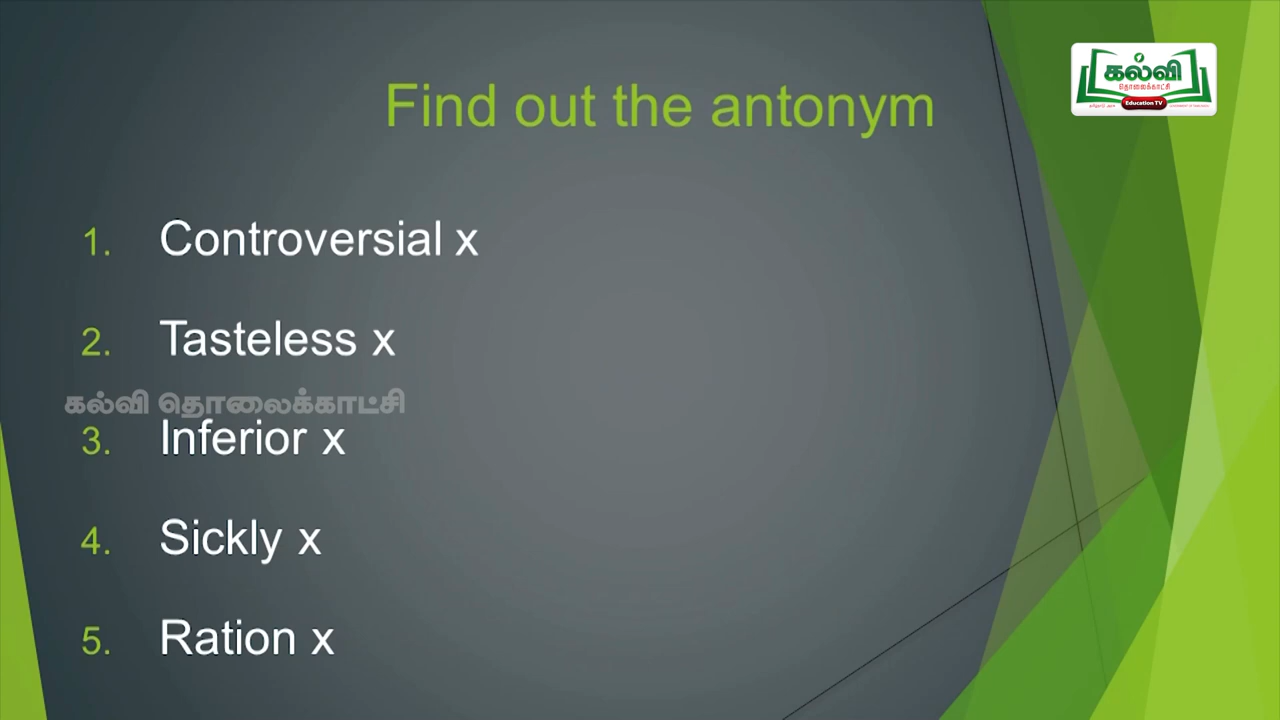 Find out the antonym
கல்வி
தொலைக்காட்சி
Education TV
1. Controversial x
2. Tasteless x
கல்வி தொலைக்காட்சி
3. Inferior x
4. Sickly x
5. Ration x